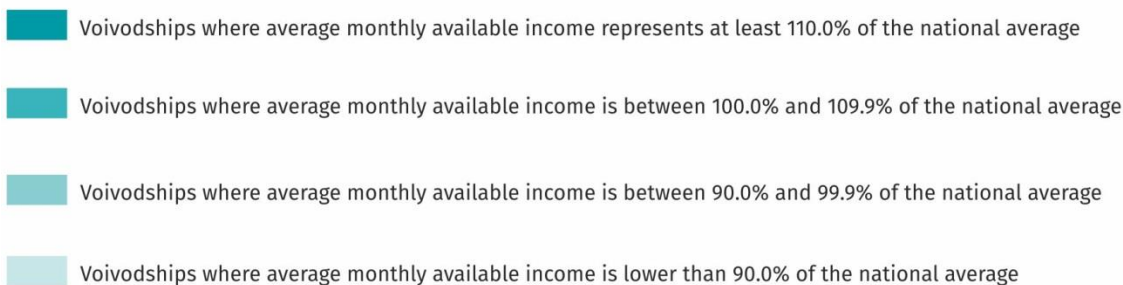 Voivodships where average monthly available income represents at least 110.0% of the national average
Voivodships where average monthly available income is between 100.0% and 109.9% of the national average
Voivodships where average monthly available income is between 90.0% and 99.9% of the national average
Voivodships where average monthly available income is lower than 90.0% of the national average